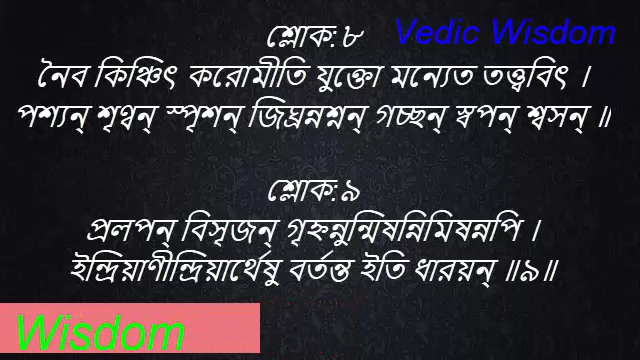 শ্লোক:৮
Vedic Wisdom
নৈব কিঞ্চিৎ করোমীতি যুক্তো মন্যেত তত্ত্ববিৎ ।
পশ্যন্ শৃণ্বন্ স্পৃশন্ জিঘ্রন্নশ্নন্ গচ্ছন্ স্বপন্ শ্বসন্ ॥
শ্লোক:৯
প্রলপন্ বিসৃজন্ গৃহ্নন্নুন্মিষন্নিমিষন্নপি ।
ইন্দ্রিয়াণীন্দ্রিয়ার্থেষু বর্তন্ত ইতি ধারয়ন্ ॥৯॥
Wisdom